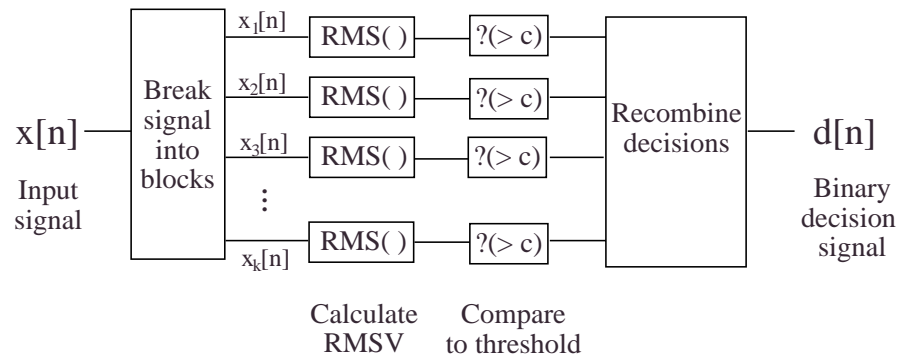 x[n]
Input
signal
Break
signal
into
blocks
x1[n]
RMS( )
?(> c)
x2[n]
RMS( )
?(> c)
x3[n]
RMS( )
?(> c)
⋮
xk[n]
RMS( )
?(> c)
Calculate
RMSV
Compare
to threshold
Recombine
decisions
d[n]
Binary
decision
signal